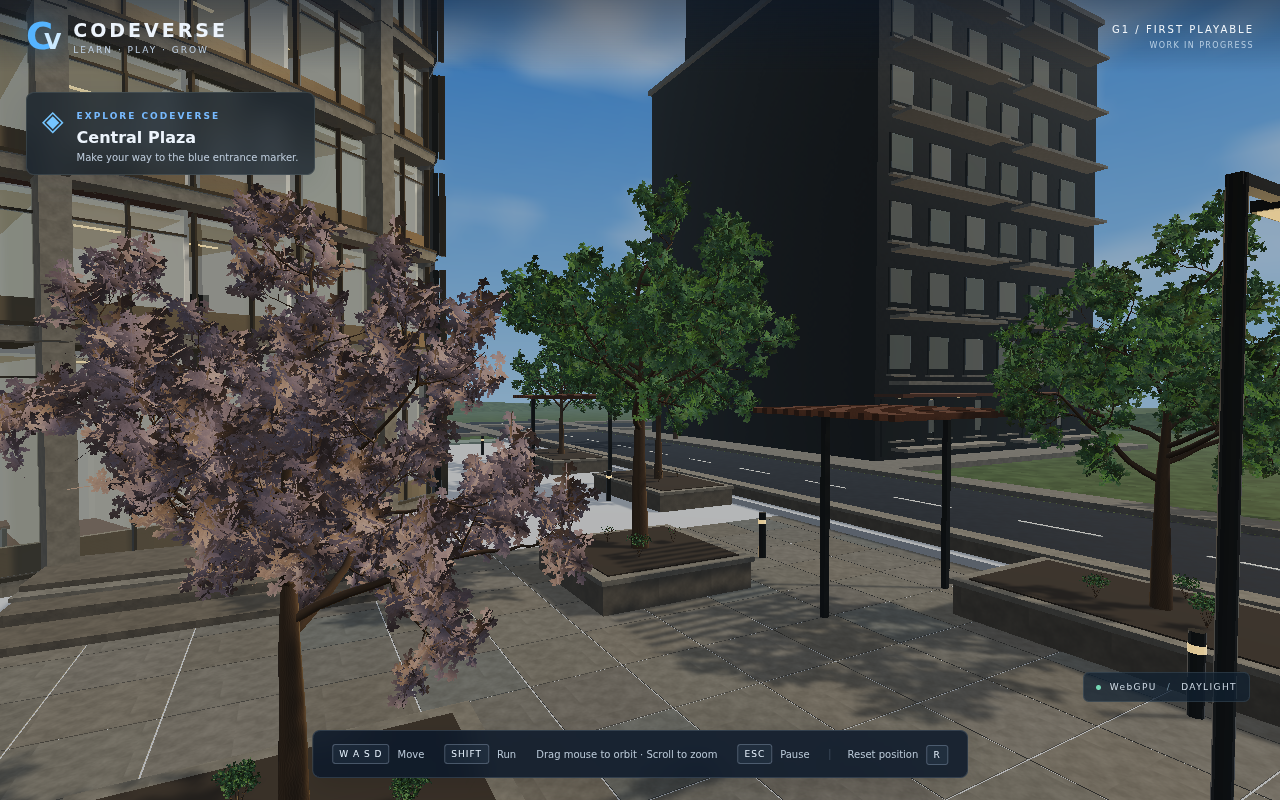 CV CODEVERSE
LEARN · PLAY · GROW
G1 / FIRST PLAYABLE
WORK IN PROGRESS
EXPLORE CODEVERSE
Central Plaza
Make your way to the blue entrance marker.
WebGPU / DAYLIGHT
W A S D Move SHIFT Run Drag mouse to orbit · Scroll to zoom ESC Pause Reset position R